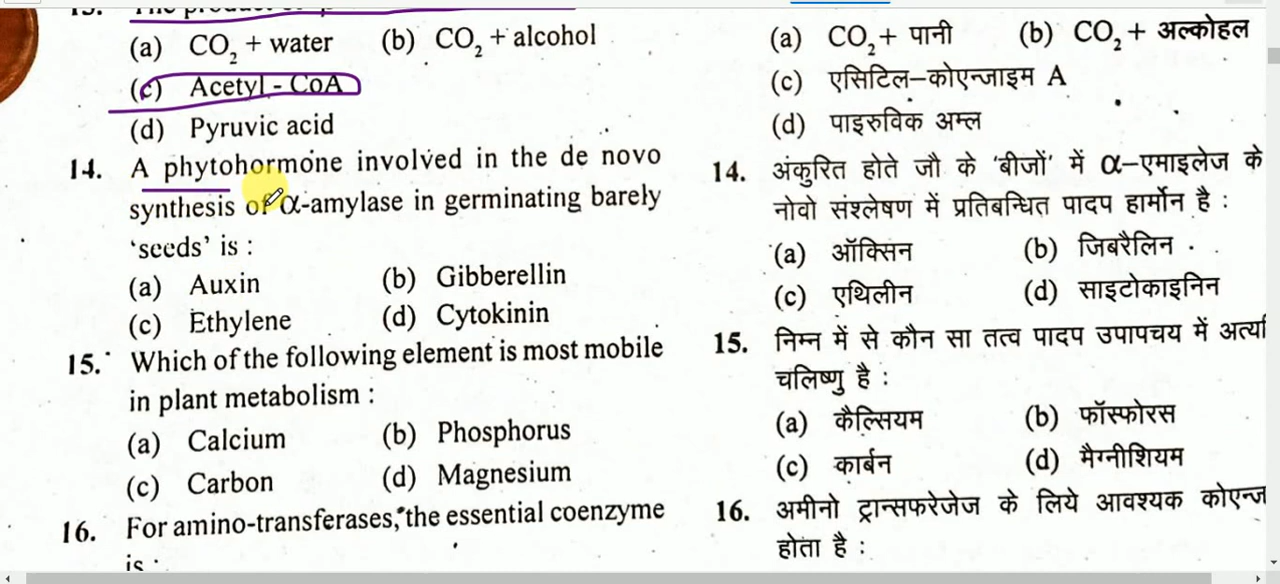 (a) CO2 + water (b) CO2 + alcohol
(c) Acetyl - CoA
(d) Pyruvic acid
14. A phytohormone involved in the de novo
synthesis of α-amylase in germinating barely
‘seeds’ is :
(a) Auxin (b) Gibberellin
(c) Ethylene (d) Cytokinin
15. Which of the following element is most mobile
in plant metabolism :
(a) Calcium (b) Phosphorus
(c) Carbon (d) Magnesium
16. For amino-transferases, the essential coenzyme
is :
(a) CO2 + पानी (b) CO2 + अल्कोहल
(c) एसिटिल–कोएन्जाइम A
(d) पाइरुविक अम्ल
14. अंकुरित होते जौ के ‘बीजों’ में α–एमाइलेज के
नोवो संश्लेषण में प्रतिबन्धित पादप हार्मोन है :
(a) ऑक्सिन (b) जिबरैलिन
(c) एथिलीन (d) साइटोकाइनिन
15. निम्न में से कौन सा तत्व पादप उपापचय में
चलिष्णु है :
(a) कैल्सियम (b) फॉस्फोरस
(c) कार्बन (d) मैग्नीशियम
16. अमीनो ट्रान्सफरेजेज के लिये आवश्यक
होता है :